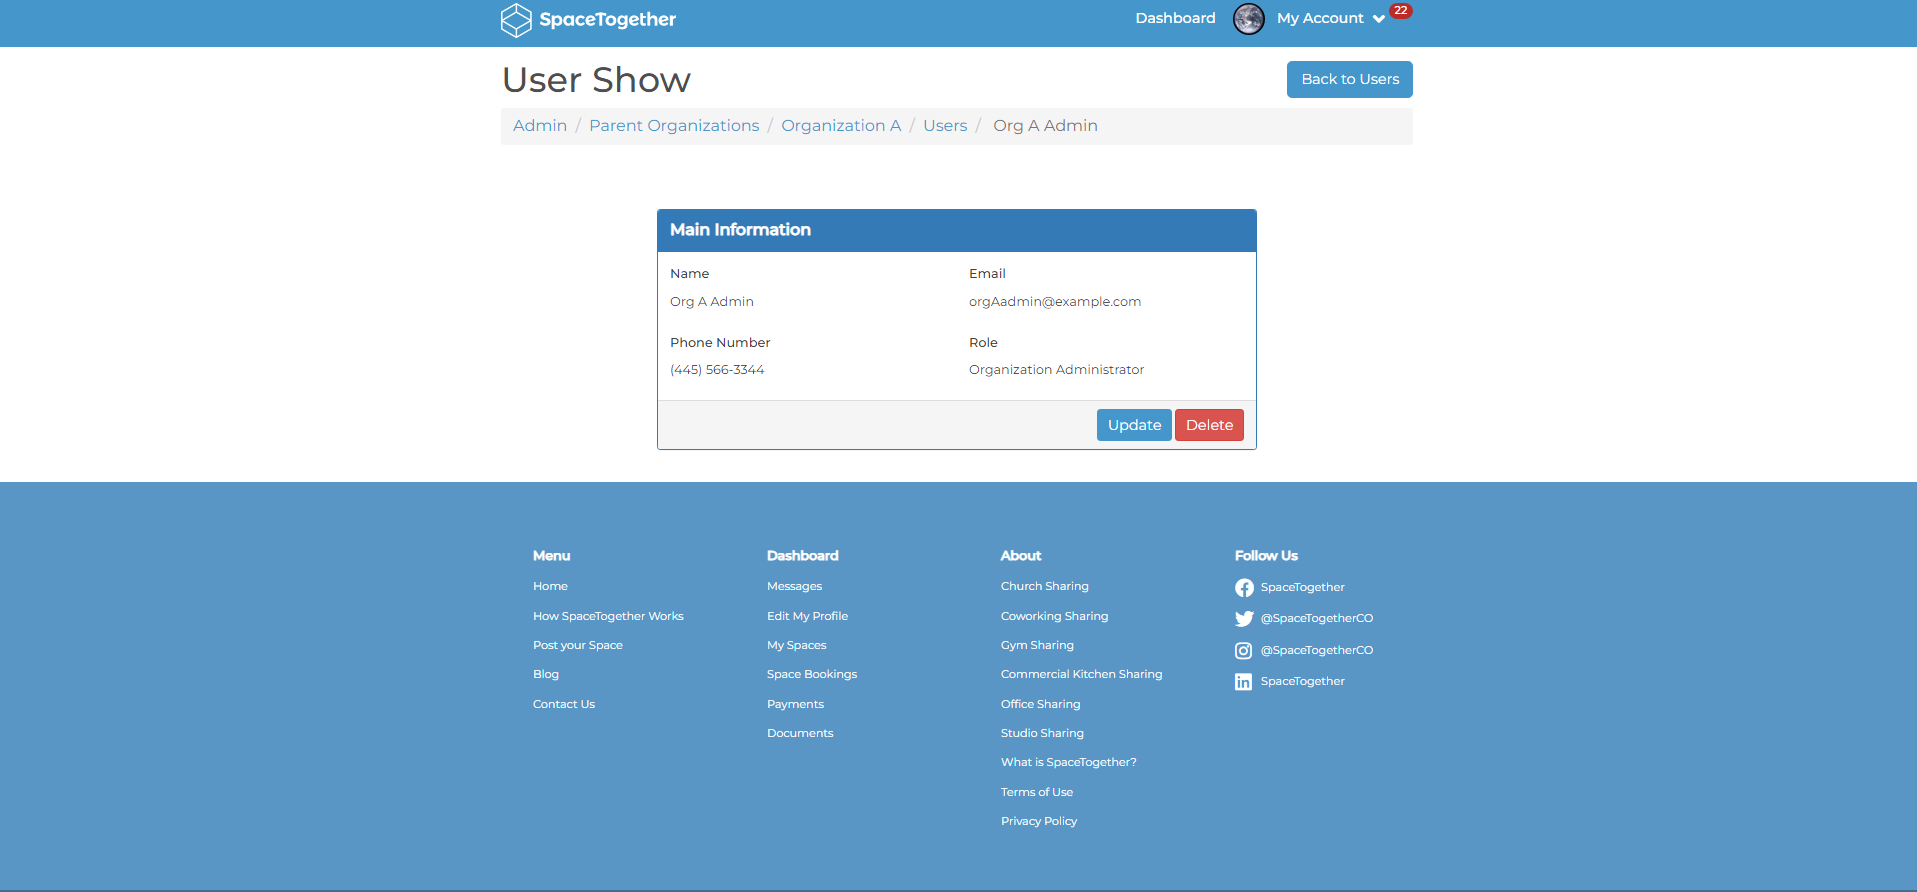 SpaceTogether
Dashboard
My Account
22
User Show
Back to Users
Admin / Parent Organizations / Organization A / Users / Org A Admin
Main Information
Name
Email
Org A Admin
orgAadmin@example.com
Phone Number
Role
(445) 566-3344
Organization Administrator
Update
Delete
Menu
Home
How SpaceTogether Works
Post your Space
Blog
Contact Us
Dashboard
Messages
Edit My Profile
My Spaces
Space Bookings
Payments
Documents
About
Church Sharing
Coworking Sharing
Gym Sharing
Commercial Kitchen Sharing
Office Sharing
Studio Sharing
What is SpaceTogether?
Terms of Use
Privacy Policy
Follow Us
SpaceTogether
@SpaceTogetherCO
@SpaceTogetherCO
SpaceTogether